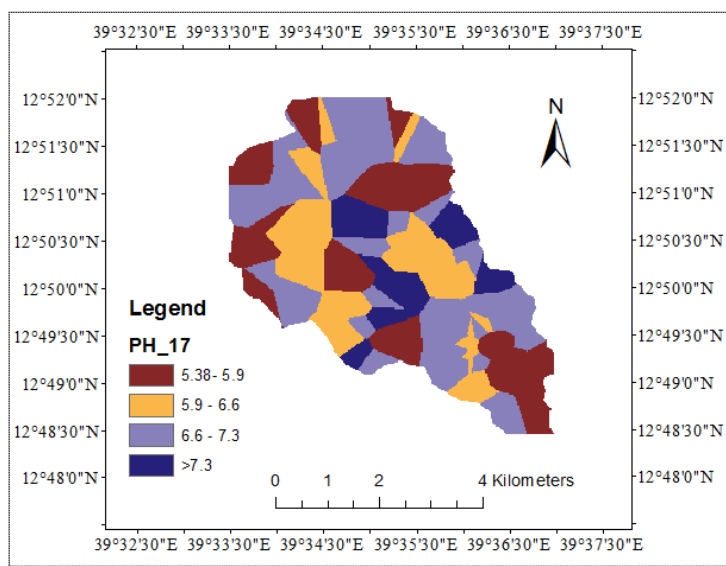 39°32'30"E 39°33'30"E 39°34'30"E 39°35'30"E 39°36'30"E 39°37'30"E
12°52'0"N 12°52'0"N
N
12°51'30"N 12°51'30"N
12°51'0"N 12°51'0"N
12°50'30"N 12°50'30"N
12°50'0"N 12°50'0"N
Legend
12°49'30"N 12°49'30"N
PH_17
5.38- 5.9
12°49'0"N 12°49'0"N
5.9 - 6.6
12°48'30"N 12°48'30"N
6.6 - 7.3
>7.3
12°48'0"N 12°48'0"N
0 1 2 4 Kilometers
39°32'30"E 39°33'30"E 39°34'30"E 39°35'30"E 39°36'30"E 39°37'30"E